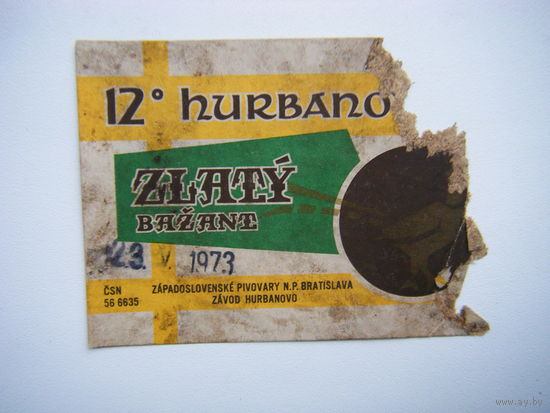 12° HURBANO
ZLATÝ
BAŽANT
23. V. 1973
ČSN
56 6635
ZÁPADOSLOVENSKÉ PIVOVARY N.P. BRATISLAVA
ZÁVOD HURBANOVO
www.ay.by